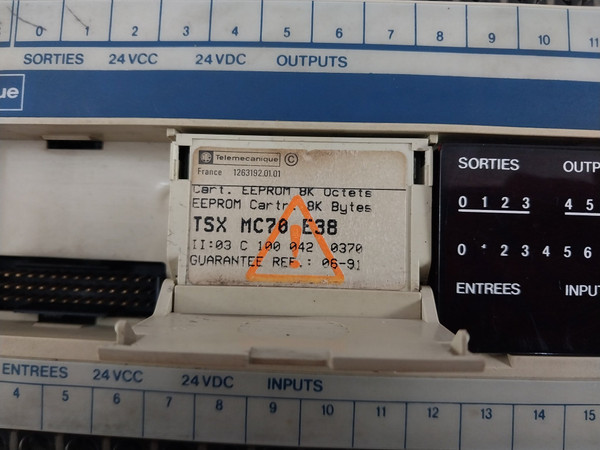 0 1 2 3 4 5 6 7 8 9 10 11
SORTIES 24 VCC 24 VDC OUTPUTS
ue
Telemecanique ©
France 1263192.01.01
Cart. EEPROM 8K Octets
EEPROM Cartr. 8K Bytes
TSX MC70 E38
II:03 C 100 042 0370
GUARANTEE REF.: 06-91
SORTIES OUTP
0 1 2 3 4 5
0 1 2 3 4 5 6
ENTREES INPU
ENTREES 24 VCC 24 VDC INPUTS
4 5 6 7 8 9 10 11 12 13 14 15